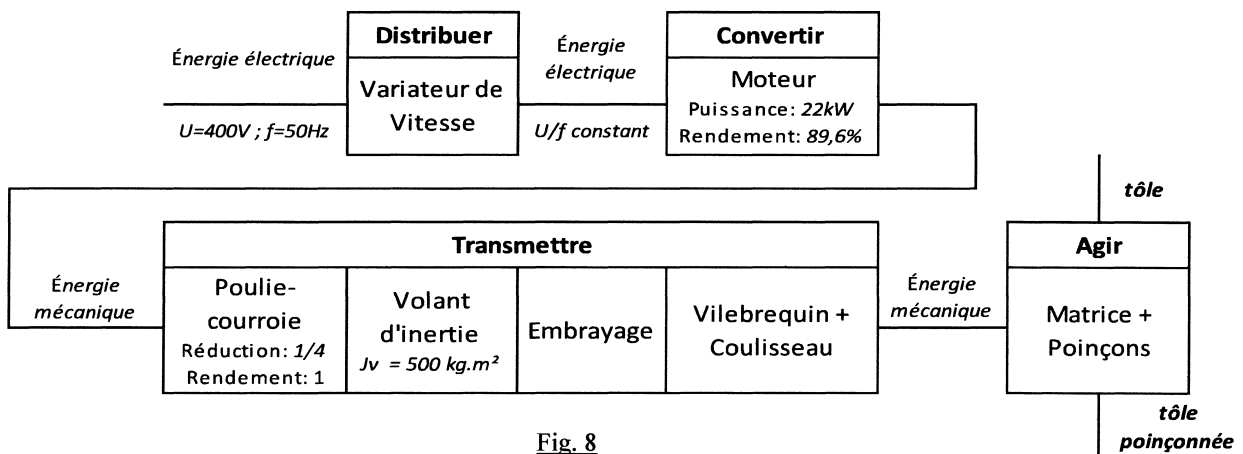 Distribuer
Énergie électrique
U=400V ; f=50Hz
Variateur de
Vitesse
Énergie
électrique
U/f constant
Convertir
Moteur
Puissance: 22kW
Rendement: 89,6%
Énergie
mécanique
Transmettre
Poulie-
courroie
Réduction: 1/4
Rendement: 1
Volant
d'inertie
Jv = 500 kg.m²
Embrayage
Vilebrequin +
Coulisseau
Énergie
mécanique
tôle
Agir
Matrice +
Poinçons
tôle
poinçonnée
Fig. 8